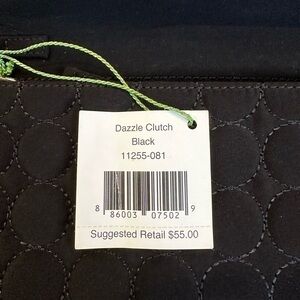 Dazzle Clutch
Black
11255-081
8 86003 07502 9
Suggested Retail $55.00